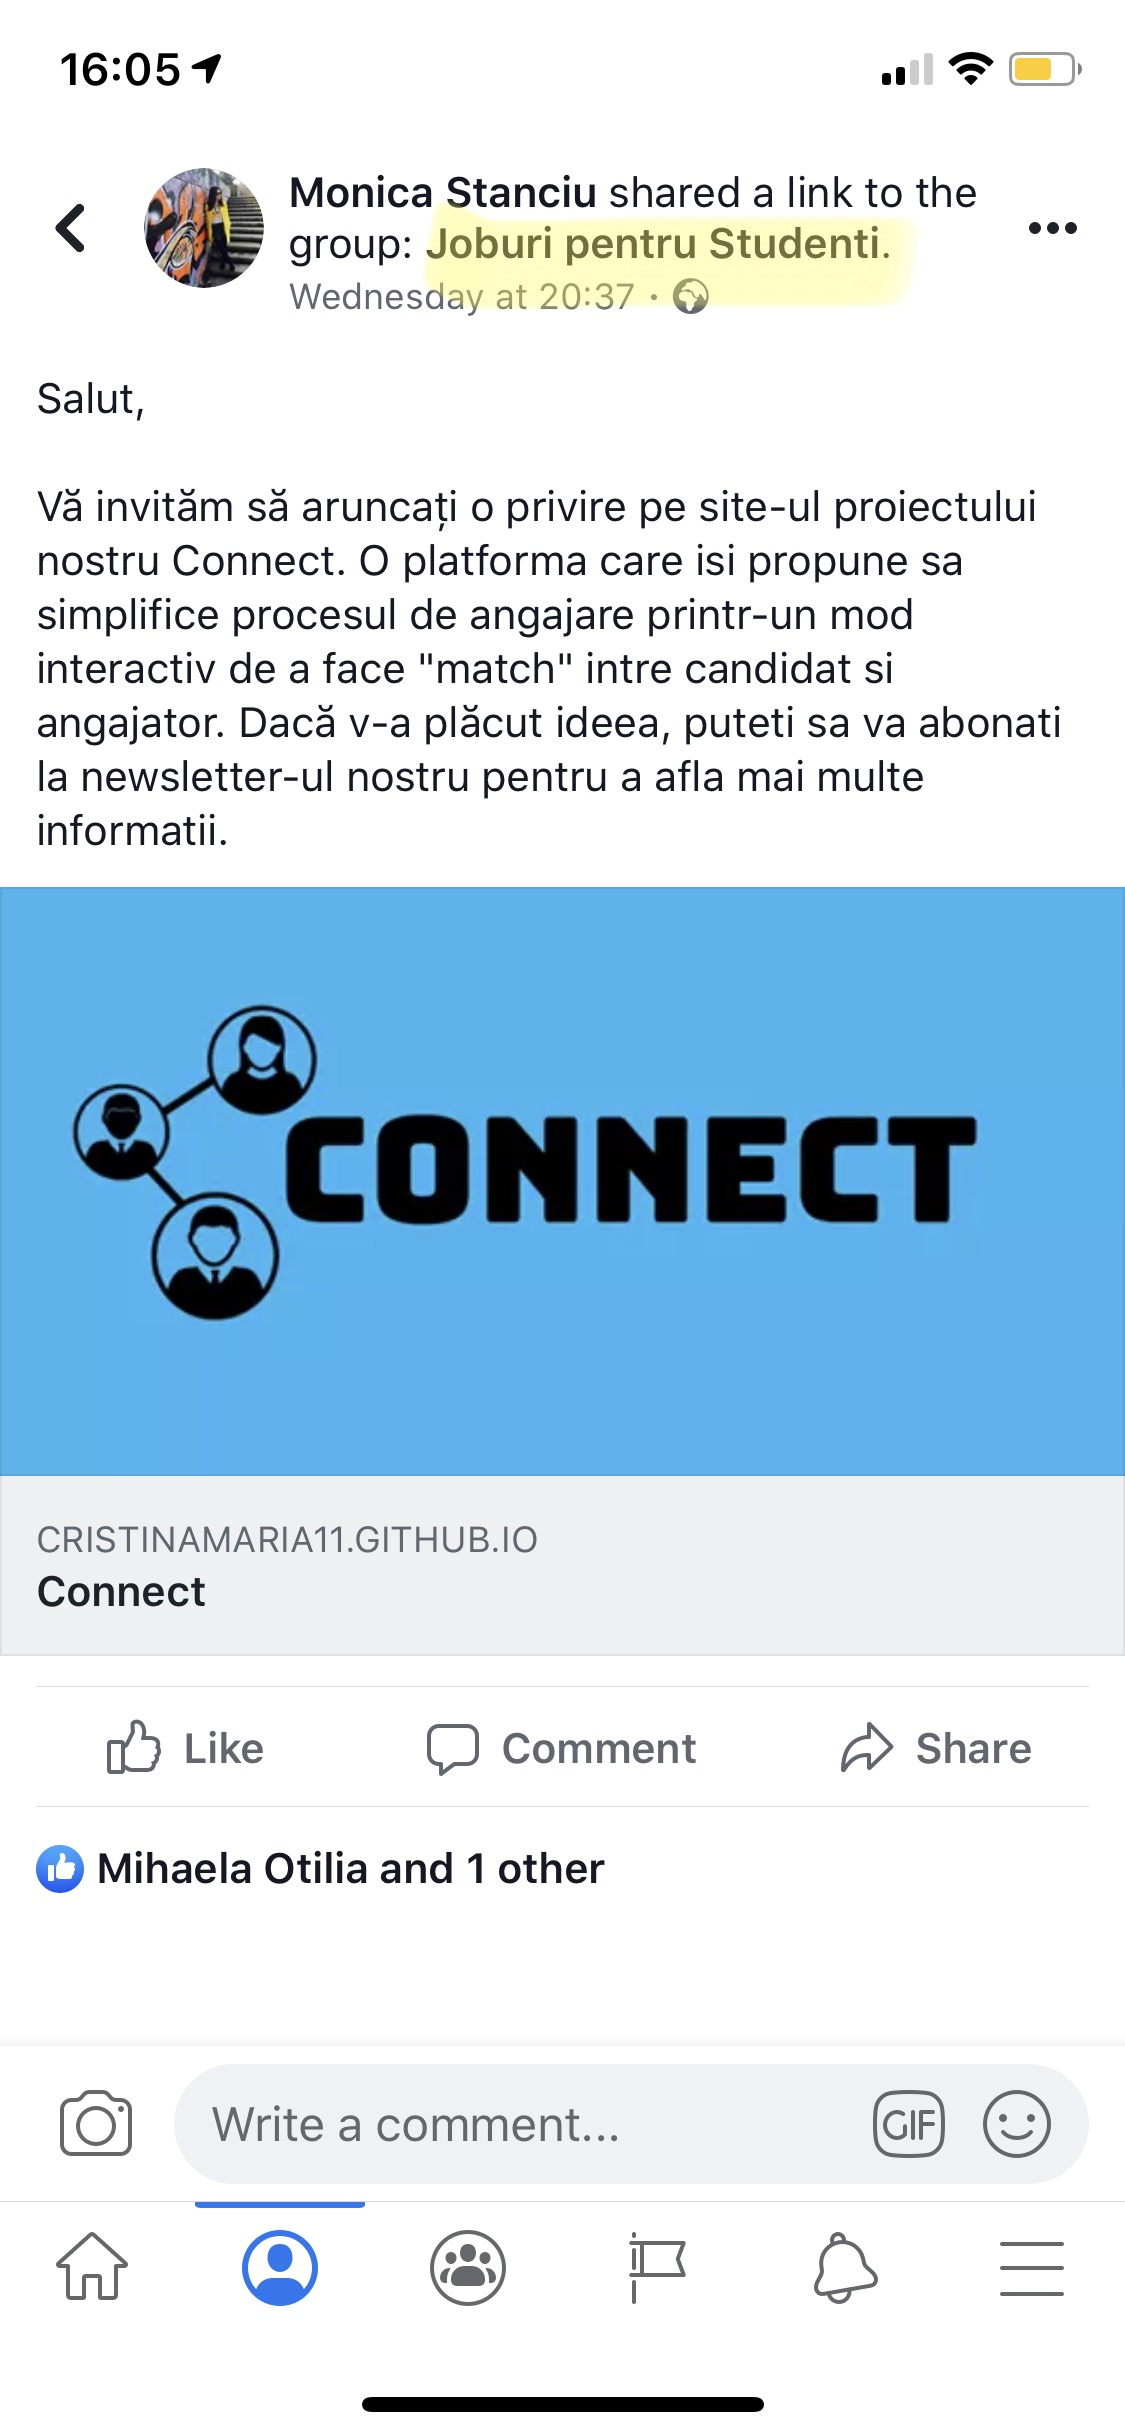 16:05
Monica Stanciu shared a link to the
group: Joburi pentru Studenti.
Wednesday at 20:37 ·
Salut,
Vă invităm să aruncați o privire pe site-ul proiectului
nostru Connect. O platforma care isi propune sa
simplifice procesul de angajare printr-un mod
interactiv de a face "match" intre candidat si
angajator. Dacă v-a plăcut ideea, puteti sa va abonati
la newsletter-ul nostru pentru a afla mai multe
informatii.
CONNECT
CRISTINAMARIA11.GITHUB.IO
Connect
Like Comment Share
Mihaela Otilia and 1 other
Write a comment... GIF